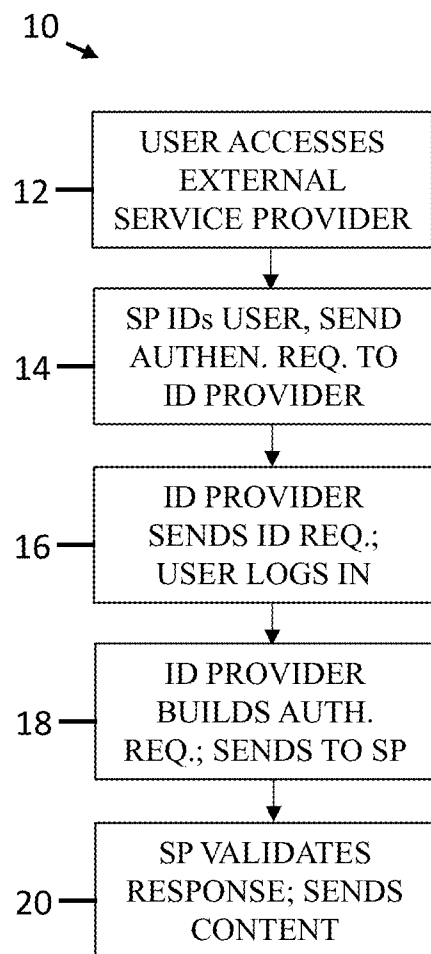 10
12
USER ACCESSES
EXTERNAL
SERVICE PROVIDER
14
SP IDs USER, SEND
AUTHEN. REQ. TO
ID PROVIDER
16
ID PROVIDER
SENDS ID REQ.;
USER LOGS IN
18
ID PROVIDER
BUILDS AUTH.
REQ.; SENDS TO SP
20
SP VALIDATES
RESPONSE; SENDS
CONTENT